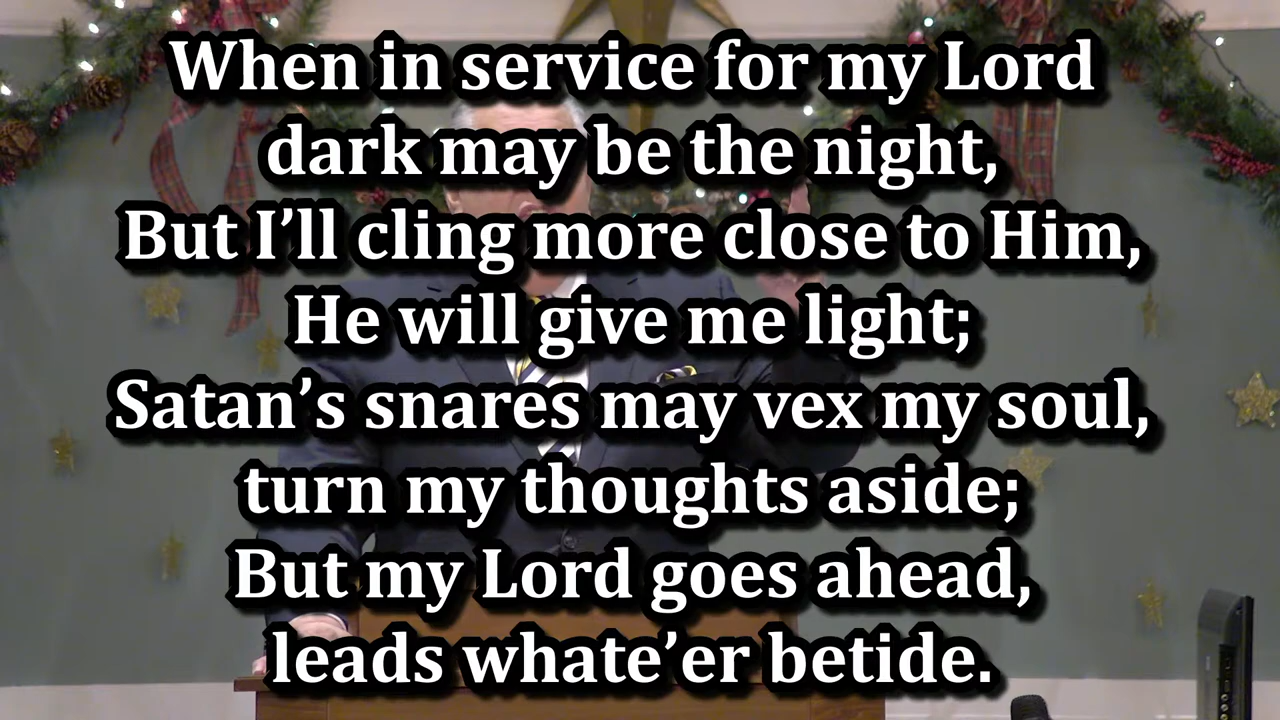 When in service for my Lord
dark may be the night,
But I’ll cling more close to Him,
He will give me light;
Satan’s snares may vex my soul,
turn my thoughts aside;
But my Lord goes ahead,
leads whate’er betide.